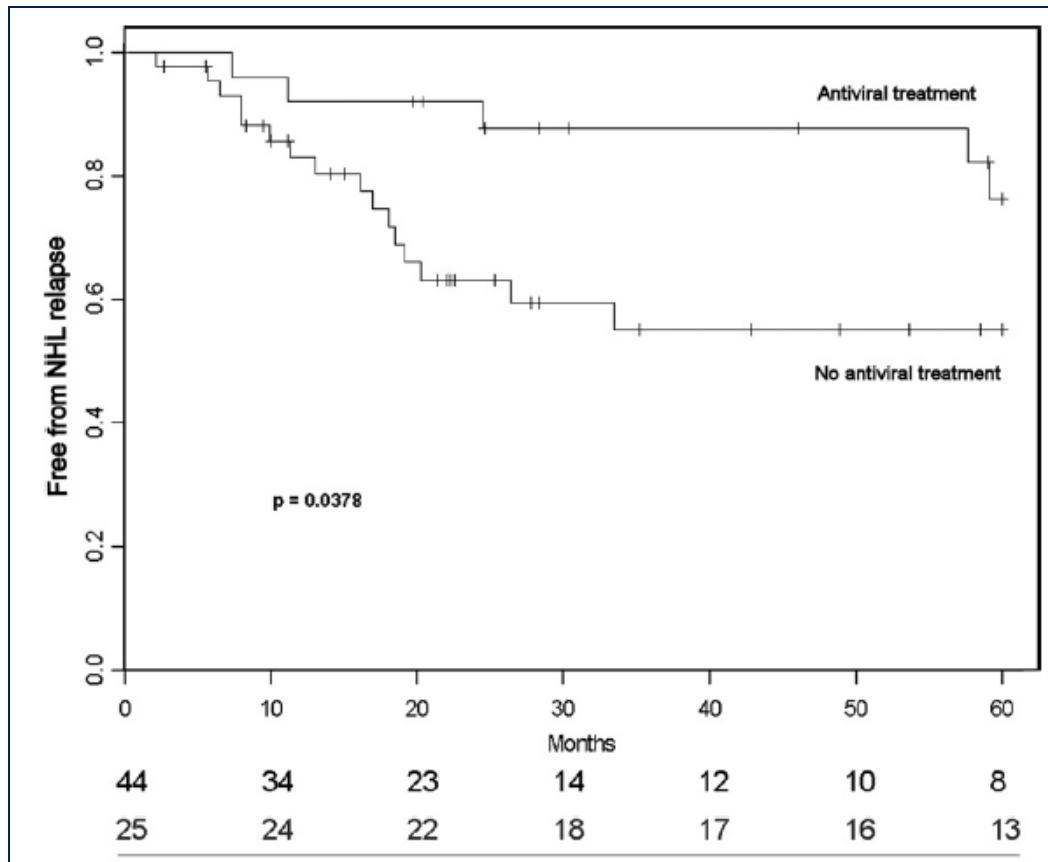 1.0
Antiviral treatment
0.8
Free from NHL relapse
0.6
No antiviral treatment
0.4
p = 0.0378
0.2
0.0
0 10 20 30 40 50 60
Months
44 34 23 14 12 10 8
25 24 22 18 17 16 13